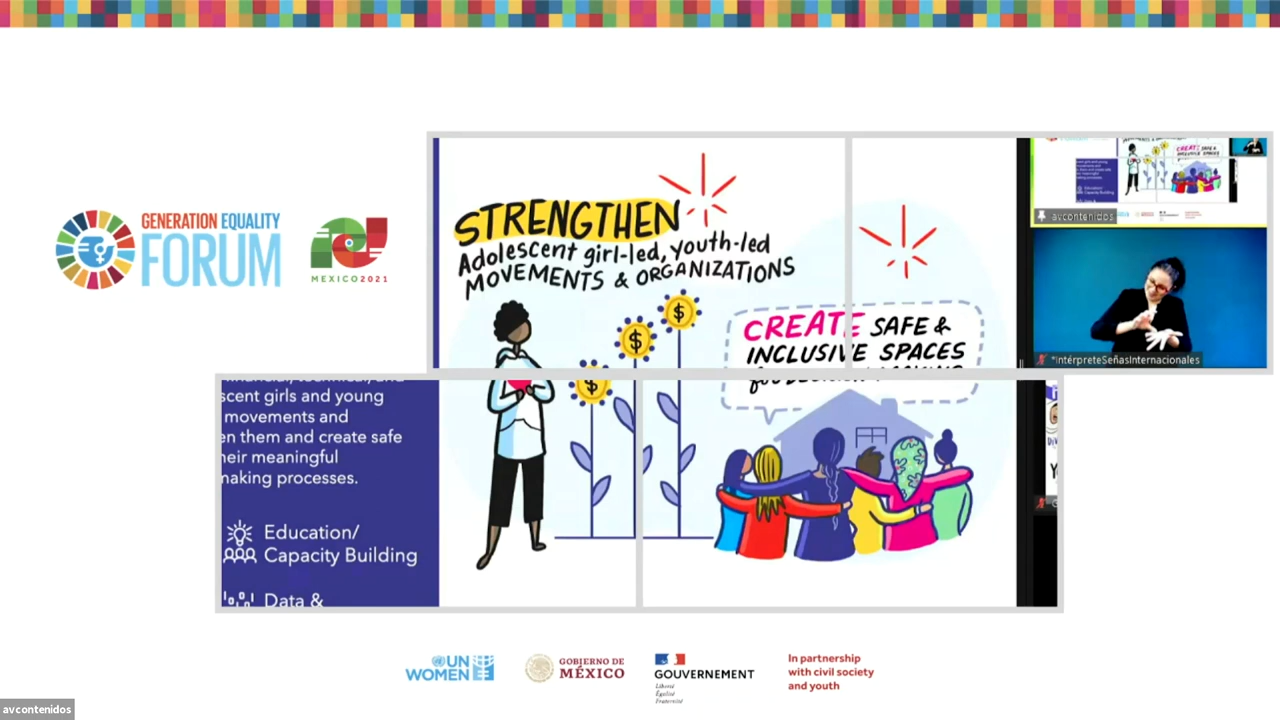 GENERATION EQUALITY
FORUM
MEXICO2021
STRENGTHEN
Adolescent girl-led, youth-led
MOVEMENTS & ORGANIZATIONS
CREATE SAFE &
INCLUSIVE SPACES
avcontenidos
*IntérpreteSeñasInternacionales
scent girls and young
movements and
en them and create safe
heir meaningful
making processes.
Education/
Capacity Building
Data &
UN
WOMEN
GOBIERNO DE
MÉXICO
GOUVERNEMENT
Liberté
Égalité
Fraternité
In partnership
with civil society
and youth
avcontenidos